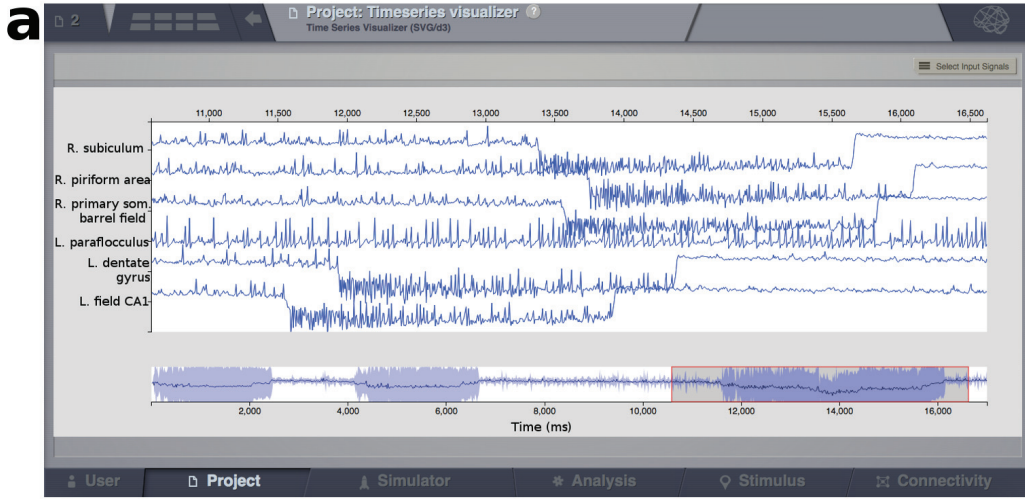 a
2
Project: Timeseries visualizer ?
Time Series Visualizer (SVG/d3)
Select Input Signals
11,000 11,500 12,000 12,500 13,000 13,500 14,000 14,500 15,000 15,500 16,000 16,500
R. subiculum
R. piriform area
R. primary som
barrel field
L. paraflocculus
L. dentate
gyrus
L. field CA1
2,000 4,000 6,000 8,000 10,000 12,000 14,000 16,000
Time (ms)
User Project Simulator Analysis Stimulus Connectivity